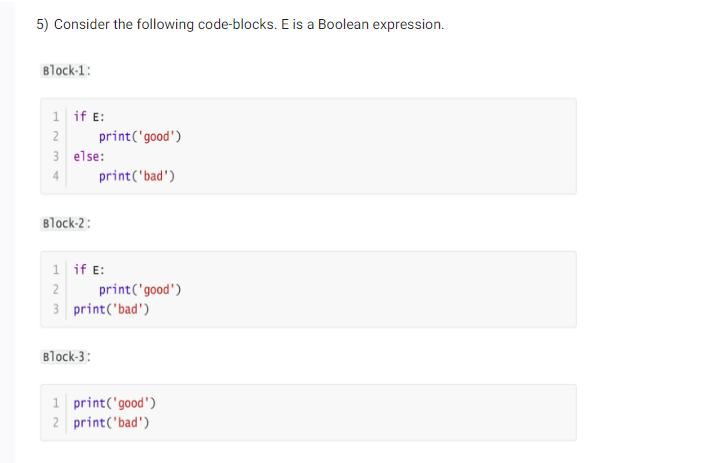 5) Consider the following code-blocks. E is a Boolean expression.
Block-1:
1 if E:
2     print('good')
3 else:
4     print('bad')
Block-2:
1 if E:
2     print('good')
3 print('bad')
Block-3:
1 print('good')
2 print('bad')